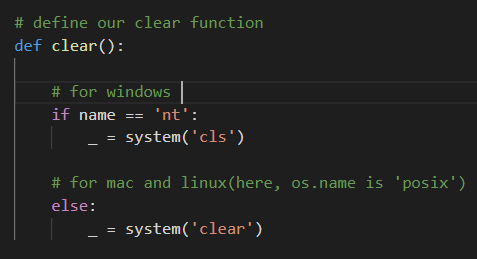 # define our clear function
def clear():
    # for windows
    if name == 'nt':
        _ = system('cls')
    # for mac and linux(here, os.name is 'posix')
    else:
        _ = system('clear')